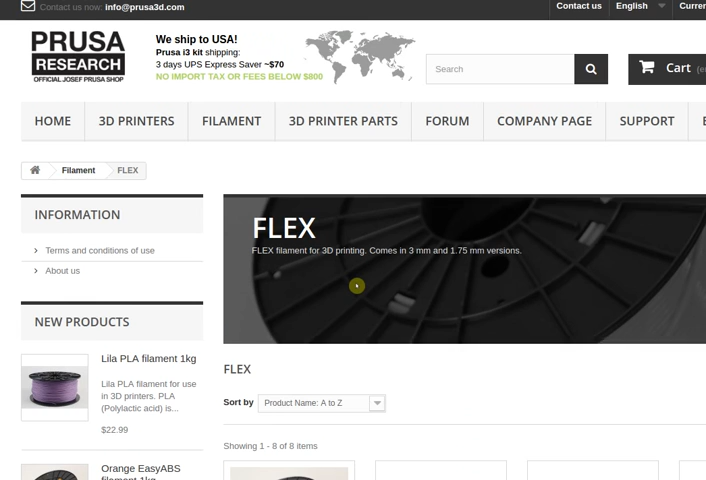 Contact us now: info@prusa3d.com
Contact us
English
PRUSA
RESEARCH
OFFICIAL JOSEF PRUSA SHOP
We ship to USA!
Prusa i3 kit shipping:
3 days UPS Express Saver ~$70
NO IMPORT TAX OR FEES BELOW $800
Search
Cart
HOME
3D PRINTERS
FILAMENT
3D PRINTER PARTS
FORUM
COMPANY PAGE
SUPPORT
Filament
FLEX
INFORMATION
Terms and conditions of use
About us
NEW PRODUCTS
Lila PLA filament 1kg
Lila PLA filament for use
in 3D printers. PLA
(Polylactic acid) is...
$22.99
Orange EasyABS
filament 1kg
FLEX
FLEX filament for 3D printing. Comes in 3 mm and 1.75 mm versions.
FLEX
Sort by
Product Name: A to Z
Showing 1 - 8 of 8 items